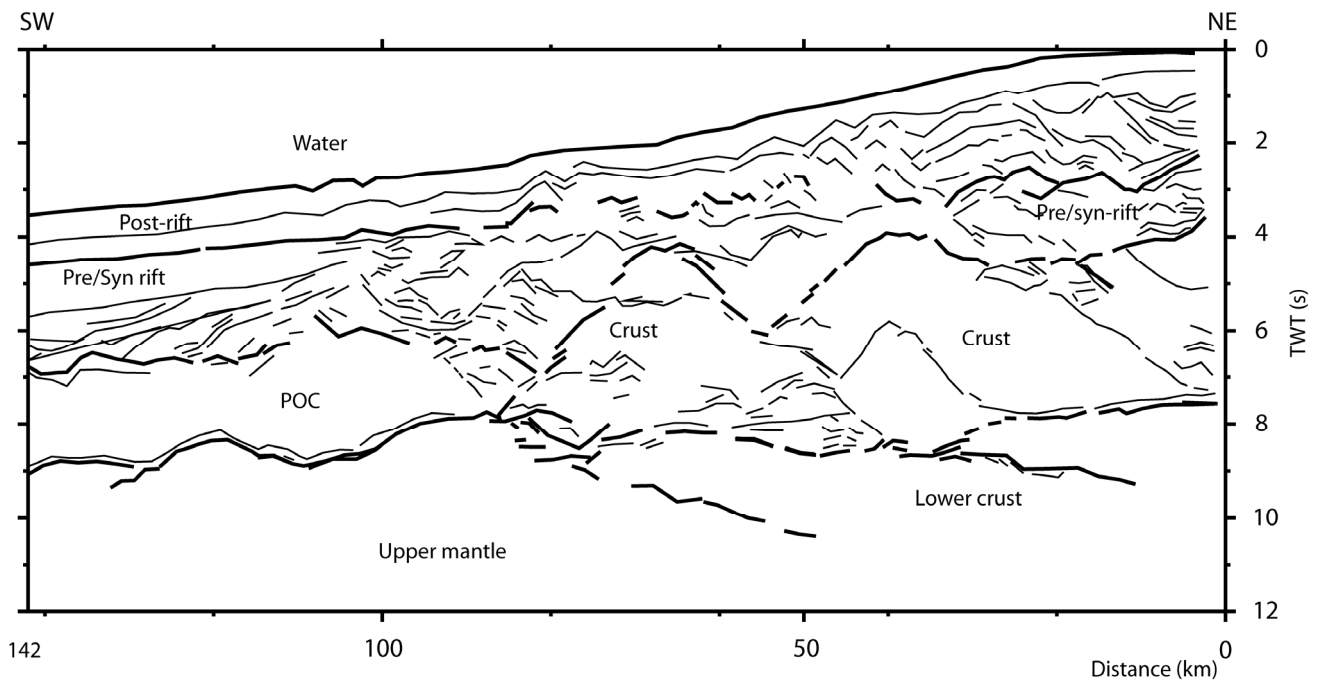 SW
NE
0
Water
2
Post-rift
Pre/syn-rift
4
Pre/Syn rift
TWT (s)
Crust
Crust
6
POC
8
Lower crust
10
Upper mantle
12
142
100
50
0
Distance (km)